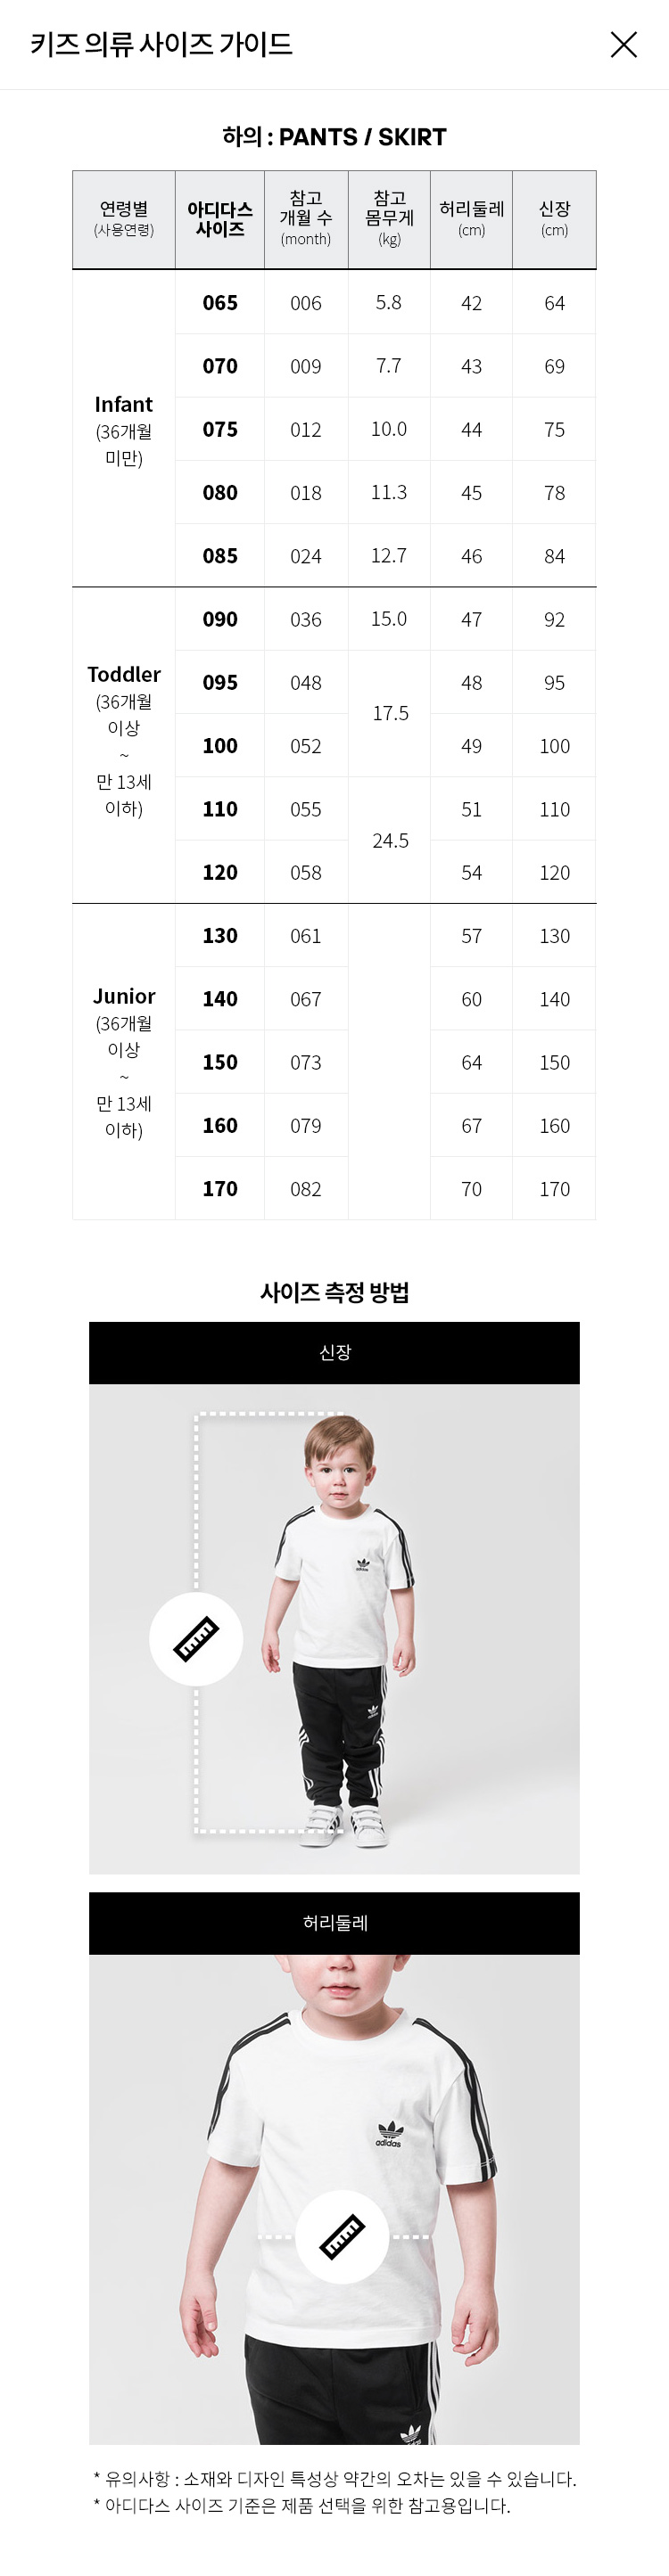 키즈 의류 사이즈 가이드
하의 : PANTS / SKIRT
연령별 (사용연령) 아디다스 사이즈 참고 개월 수 (month) 참고 몸무게 (kg) 허리둘레 (cm) 신장 (cm)
Infant
(36개월
미만)
065 006 5.8 42 64
070 009 7.7 43 69
075 012 10.0 44 75
080 018 11.3 45 78
085 024 12.7 46 84
Toddler
(36개월
이상
~
만 13세
이하)
090 036 15.0 47 92
095 048 17.5 48 95
100 052 49 100
110 055 24.5 51 110
120 058 54 120
Junior
(36개월
이상
~
만 13세
이하)
130 061 57 130
140 067 60 140
150 073 64 150
160 079 67 160
170 082 70 170
사이즈 측정 방법
신장
adidas
허리둘레
adidas
* 유의사항 : 소재와 디자인 특성상 약간의 오차는 있을 수 있습니다.
* 아디다스 사이즈 기준은 제품 선택을 위한 참고용입니다.